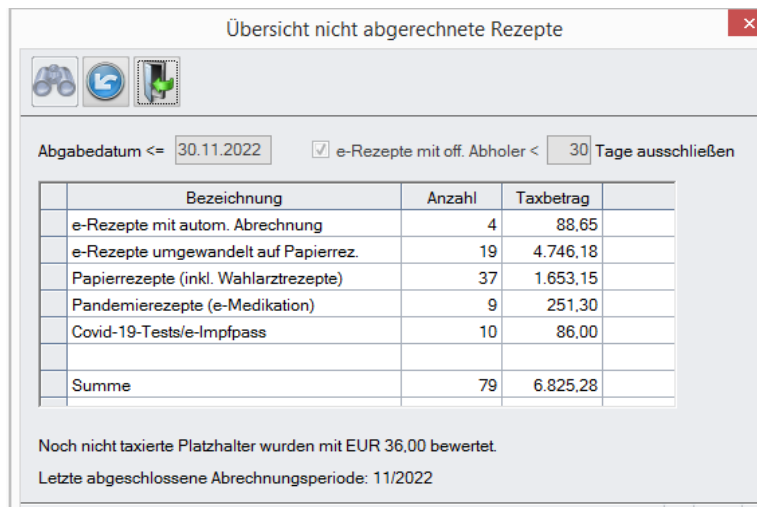 Übersicht nicht abgerechnete Rezepte
Abgabedatum <= 30.11.2022 e-Rezepte mit off. Abholer < 30 Tage ausschließen
Bezeichnung Anzahl Taxbetrag
e-Rezepte mit autom. Abrechnung 4 88,65
e-Rezepte umgewandelt auf Papierrez. 19 4.746,18
Papierrezepte (inkl. Wahlarztrezepte) 37 1.653,15
Pandemierezepte (e-Medikation) 9 251,30
Covid-19-Tests/e-Impfpass 10 86,00
Summe 79 6.825,28
Noch nicht taxierte Platzhalter wurden mit EUR 36,00 bewertet.
Letzte abgeschlossene Abrechnungsperiode: 11/2022